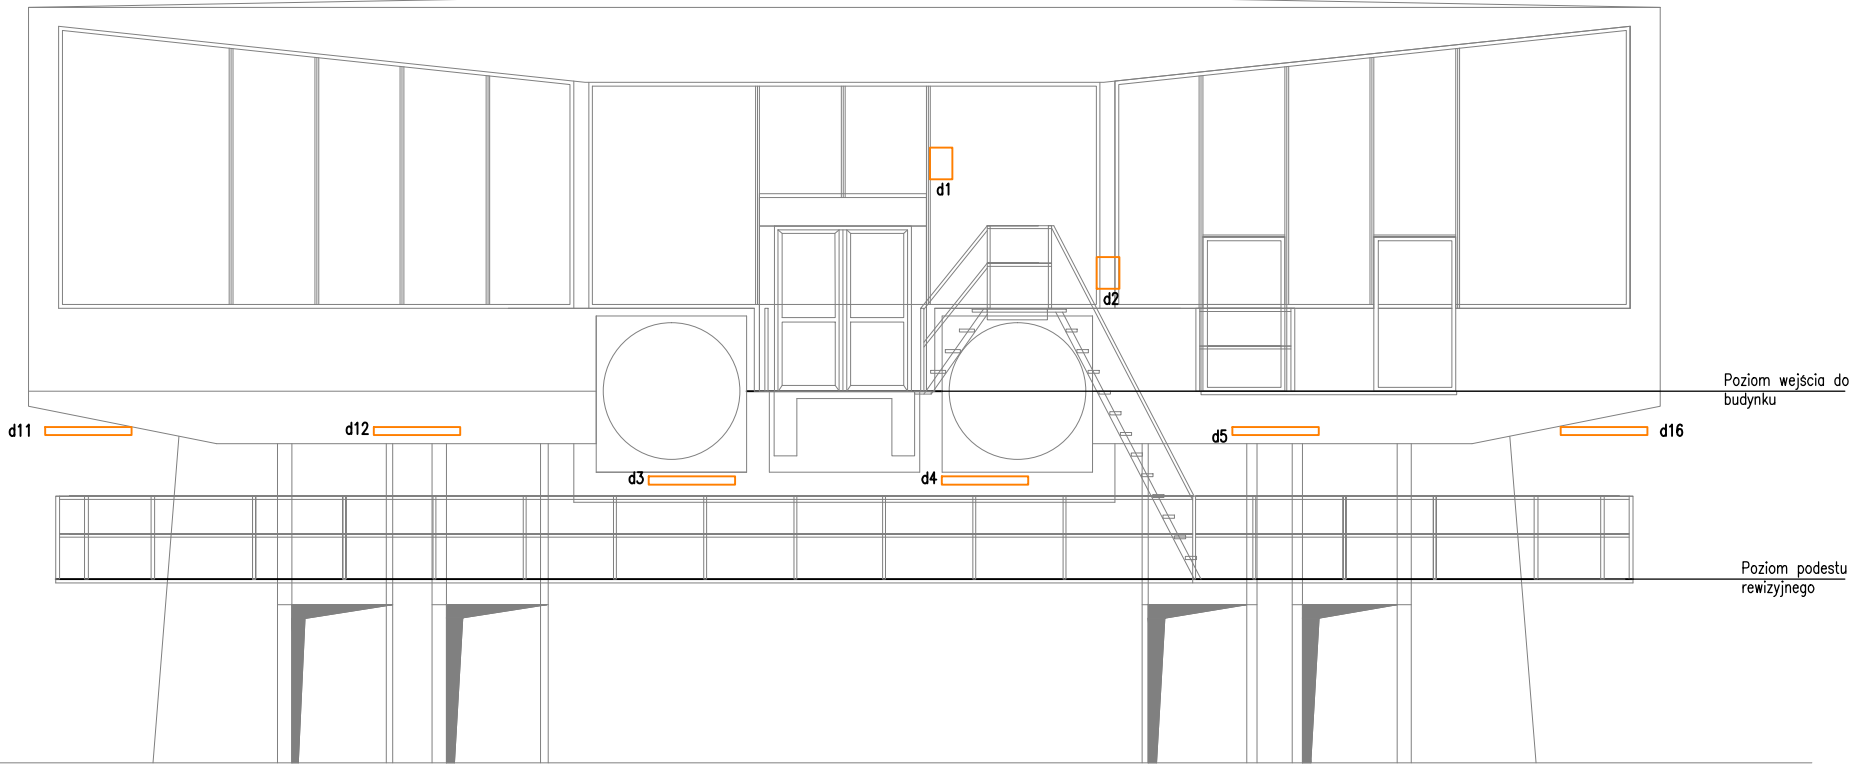 d1
d2
Poziom wejścia do
budynku
d11
d12
d5
d16
d3
d4
Poziom podestu
rewizyjnego